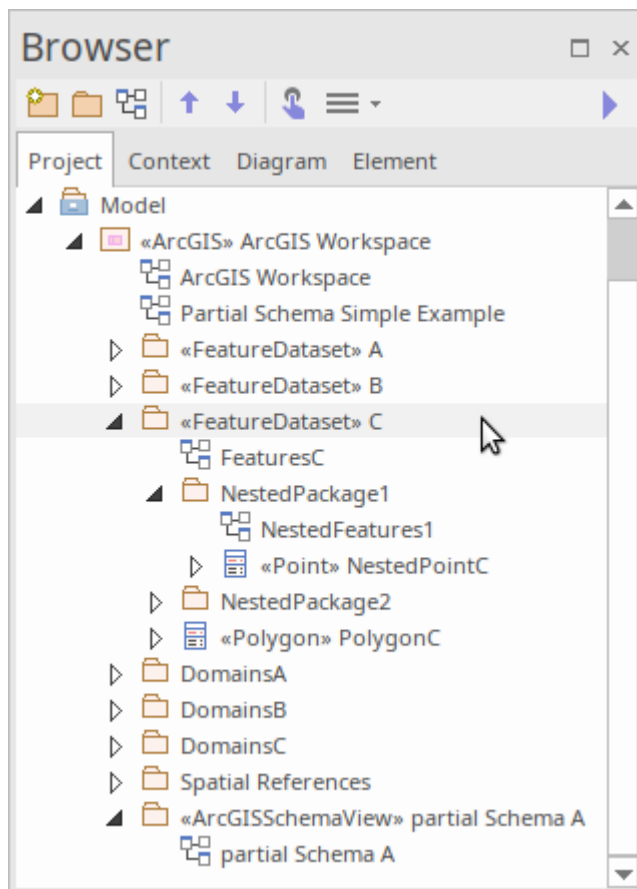 Browser
Project Context Diagram Element
Model
«ArcGIS» ArcGIS Workspace
ArcGIS Workspace
Partial Schema Simple Example
«FeatureDataset» A
«FeatureDataset» B
«FeatureDataset» C
FeaturesC
NestedPackage1
NestedFeatures1
«Point» NestedPointC
NestedPackage2
«Polygon» PolygonC
DomainsA
DomainsB
DomainsC
Spatial References
«ArcGISSchemaView» partial Schema A
partial Schema A